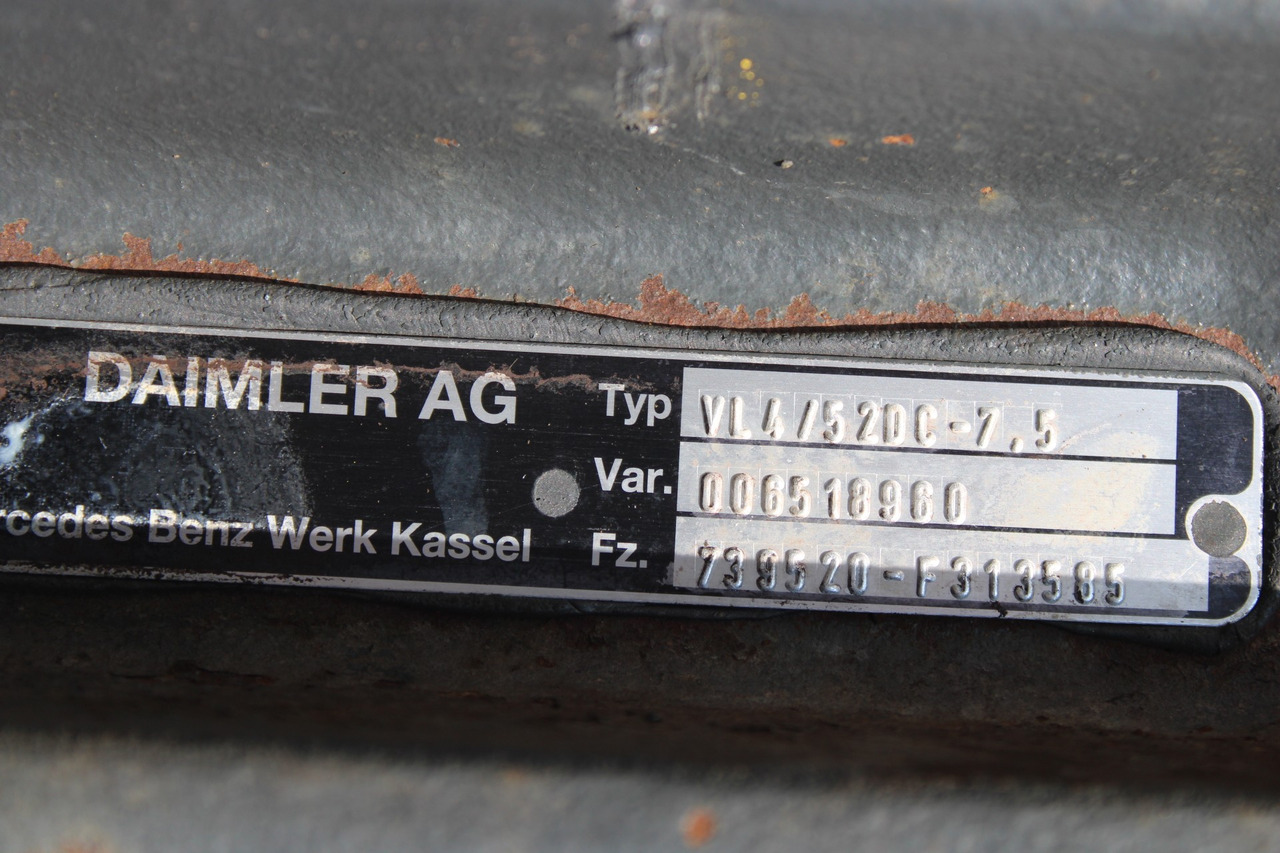 DAIMLER AG
Typ VL4/52DC-7,5
Var. 006518960
rcedes Benz Werk Kassel
Fz. 739520-F313585